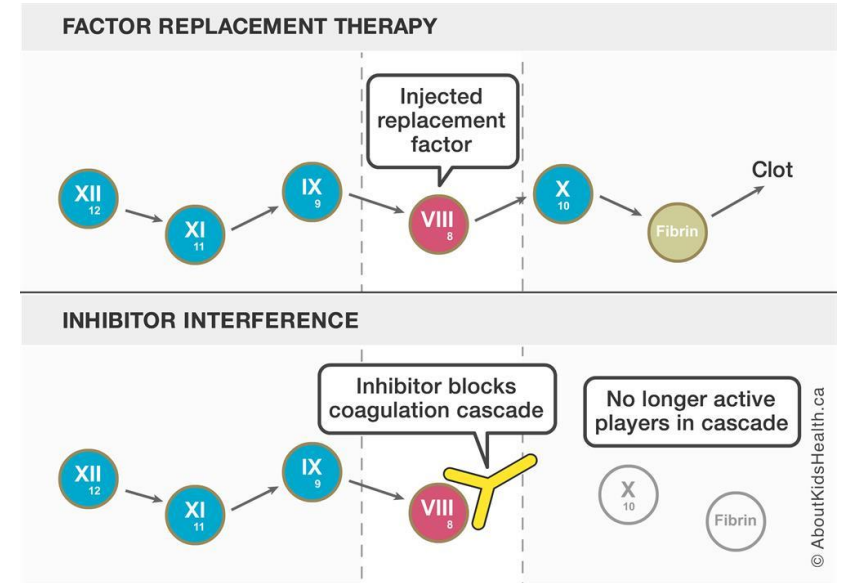 FACTOR REPLACEMENT THERAPY
Injected
replacement
factor
XII
12
XI
11
IX
9
VIII
8
X
10
Fibrin
Clot
INHIBITOR INTERFERENCE
Inhibitor blocks
coagulation cascade
No longer active
players in cascade
XII
12
XI
11
IX
9
VIII
8
X
10
Fibrin
© AboutKidsHealth.ca